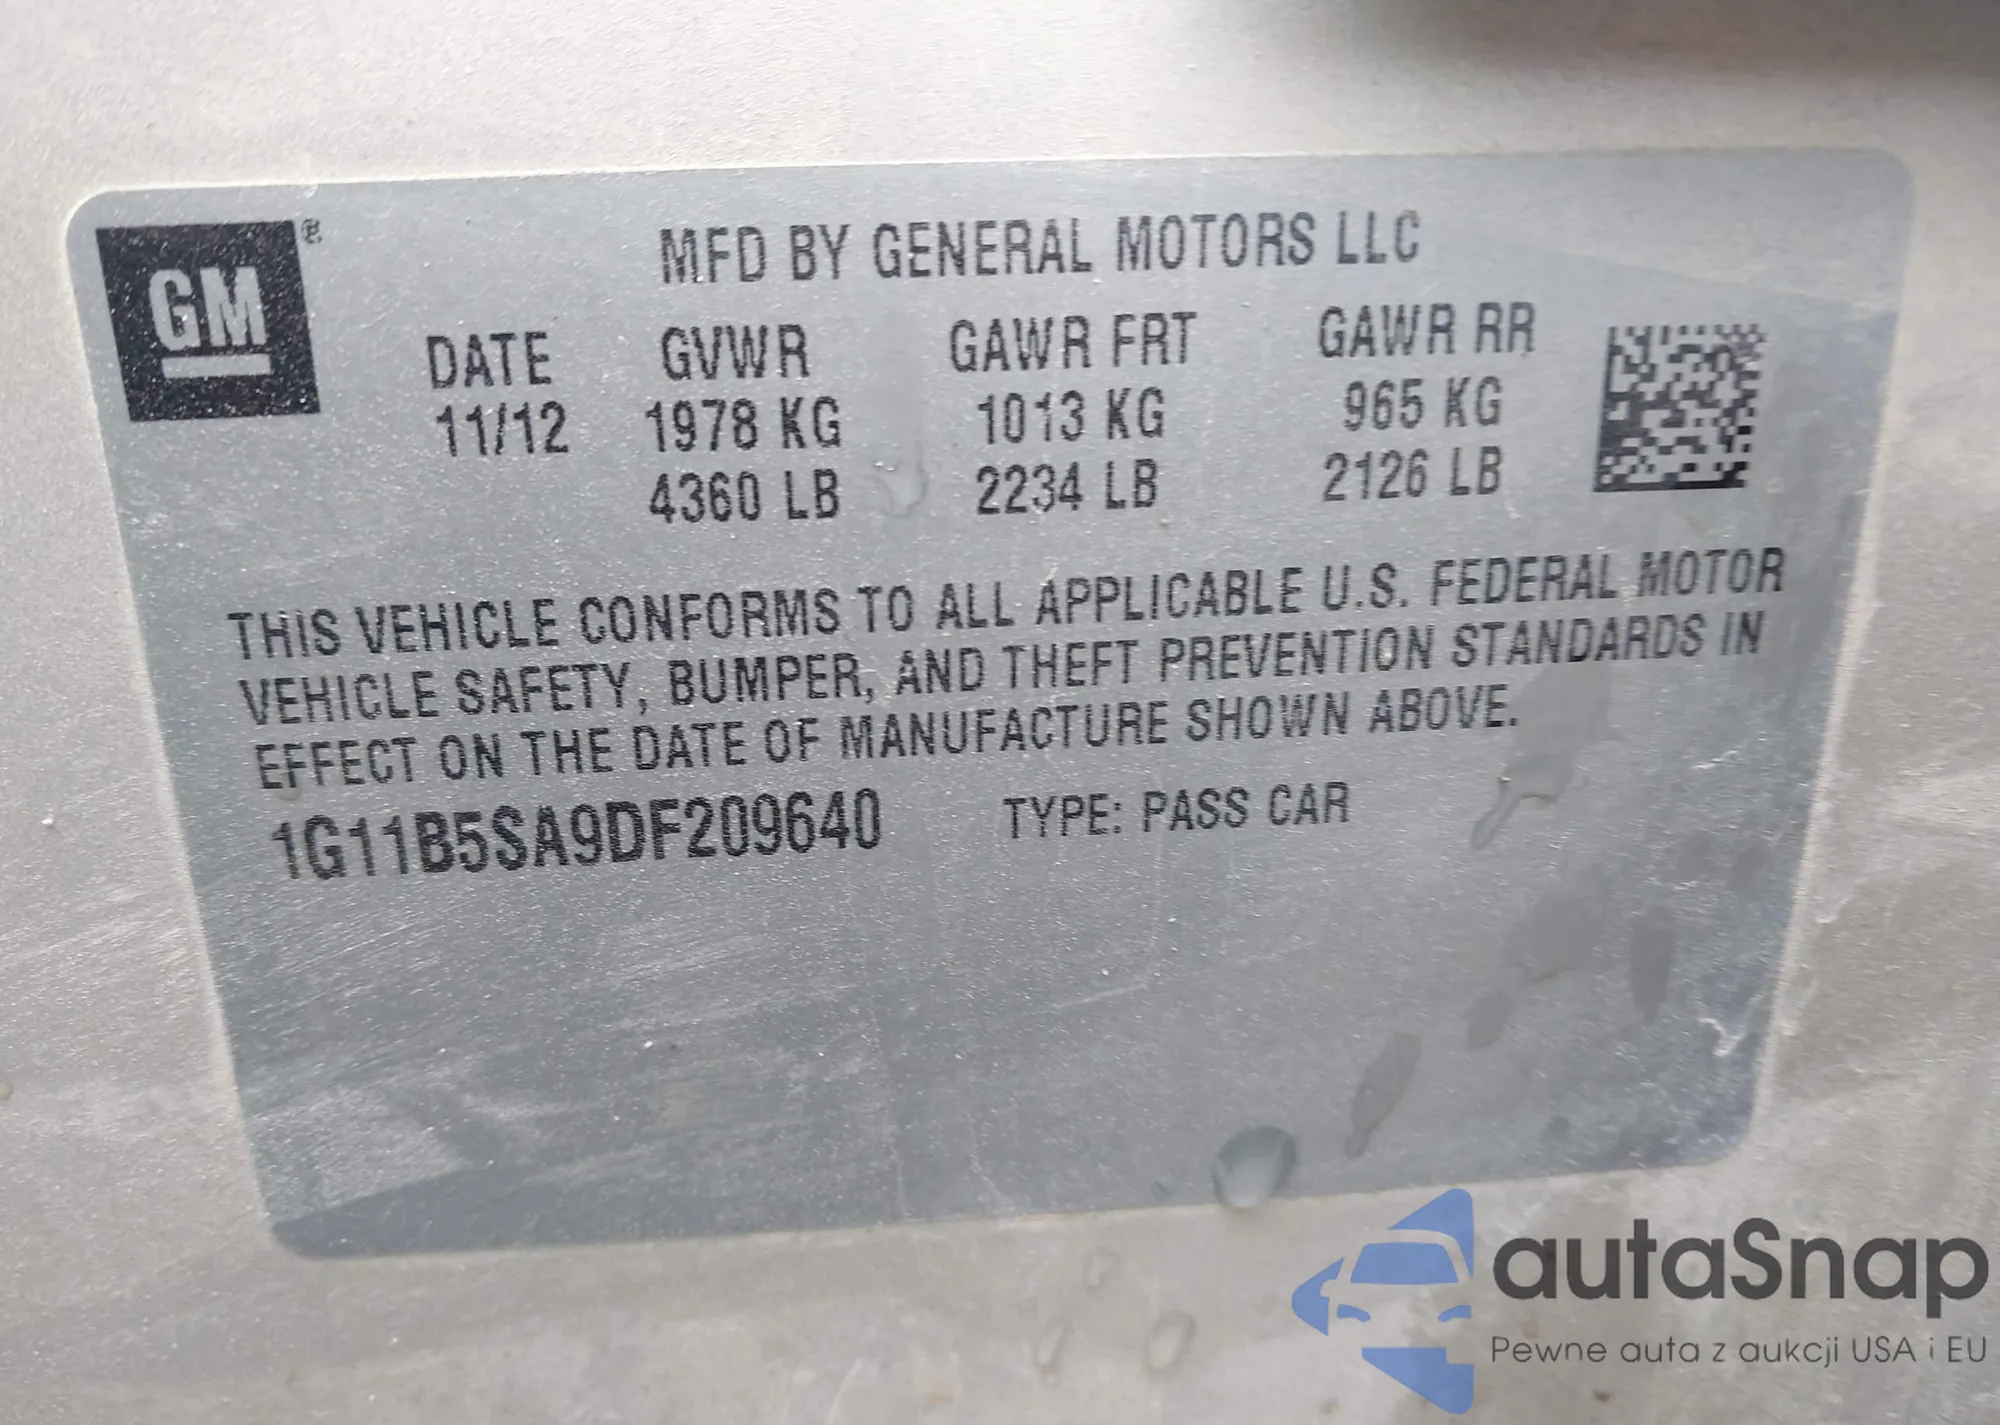 GM ®
MFD BY GENERAL MOTORS LLC
DATE GVWR GAWR FRT GAWR RR
11/12 1978 KG 1013 KG 965 KG
4360 LB 2234 LB 2126 LB
THIS VEHICLE CONFORMS TO ALL APPLICABLE U.S. FEDERAL MOTOR
VEHICLE SAFETY, BUMPER, AND THEFT PREVENTION STANDARDS IN
EFFECT ON THE DATE OF MANUFACTURE SHOWN ABOVE.
1G11B5SA9DF209640 TYPE: PASS CAR
autaSnap
Pewne auta z aukcji USA i EU